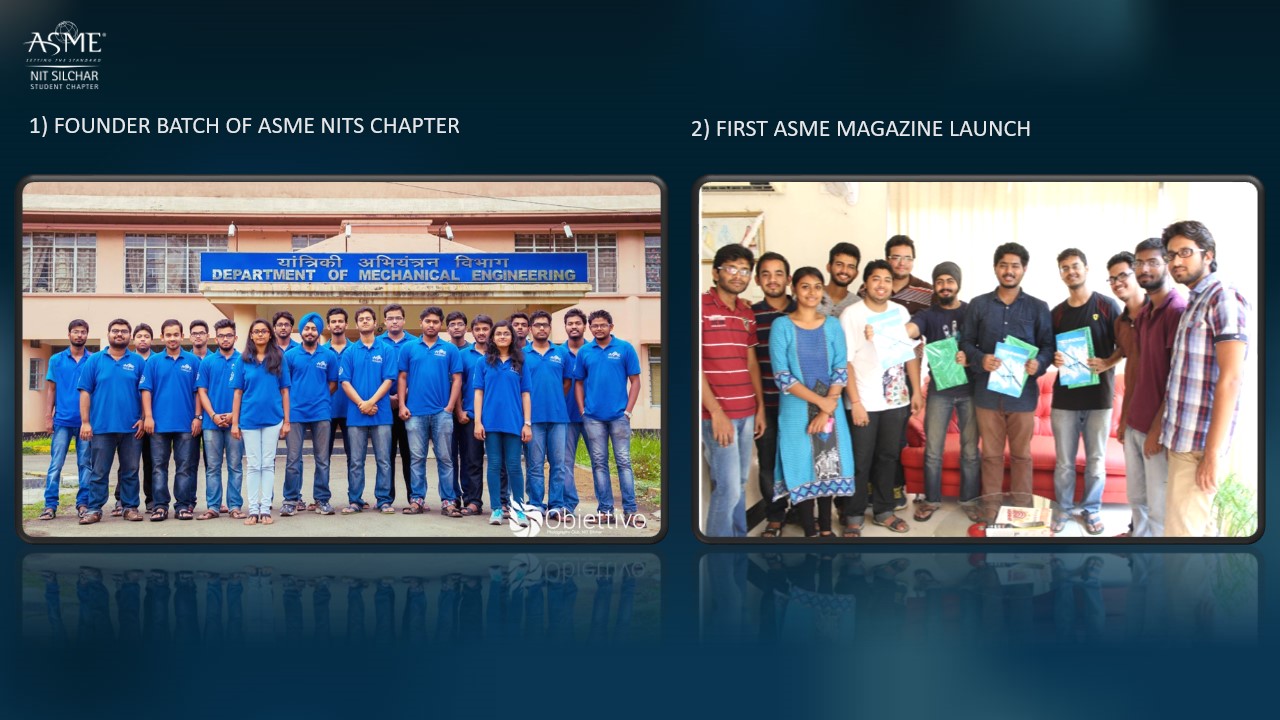 ASME®
SETTING THE STANDARD
NIT SILCHAR
STUDENT CHAPTER
1) FOUNDER BATCH OF ASME NITS CHAPTER
2) FIRST ASME MAGAZINE LAUNCH
यांत्रिकी अभियंत्रन विभाग
DEPARTMENT OF MECHANICAL ENGINEERING
Obiettivo